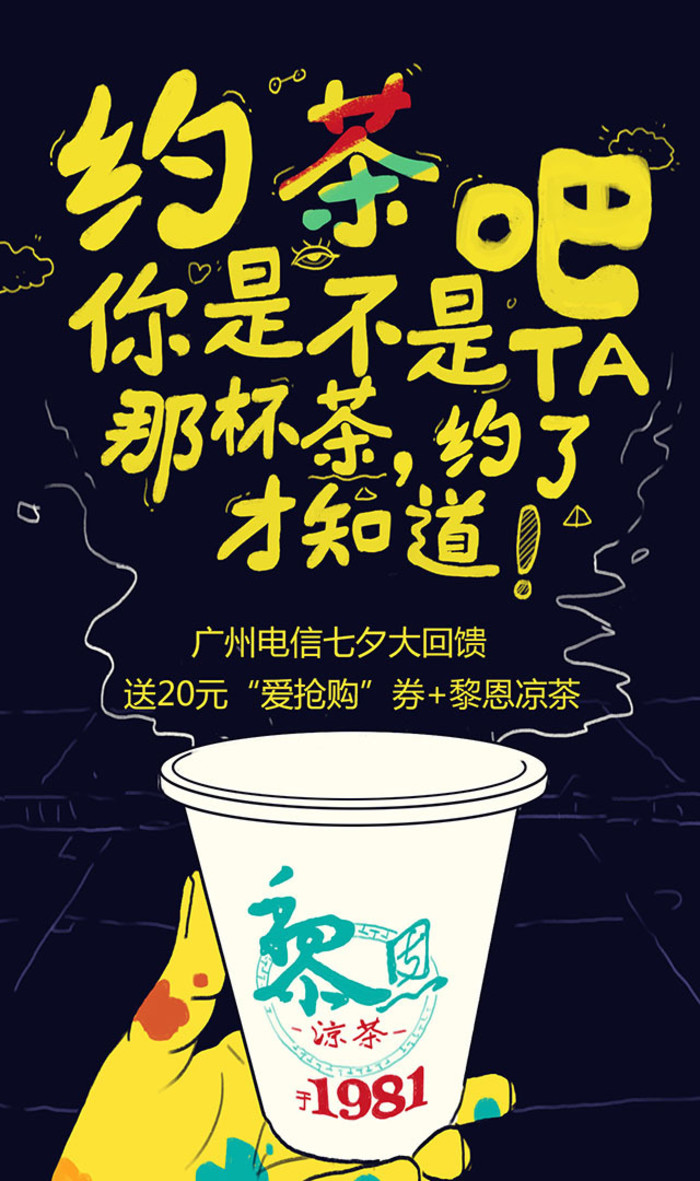 约茶吧
你是不是TA
那杯茶，约了
才知道！
广州电信七夕大回馈
送20元“爱抢购”券+黎恩凉茶
黎恩
-凉茶-
于1981